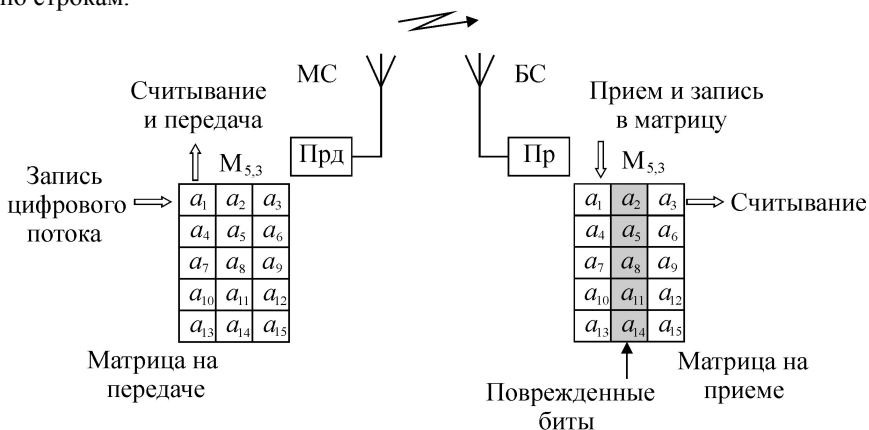 по строкам.
МС
БС
Считывание
и передача
Прием и запись
в матрицу
Прд
Пр
M5,3
M5,3
Запись
цифрового
потока
a1 a2 a3
a4 a5 a6
a7 a8 a9
a10 a11 a12
a13 a14 a15
a1 a2 a3
a4 a5 a6
a7 a8 a9
a10 a11 a12
a13 a14 a15
Считывание
Матрица на
передаче
Матрица на
приеме
Поврежденные
биты